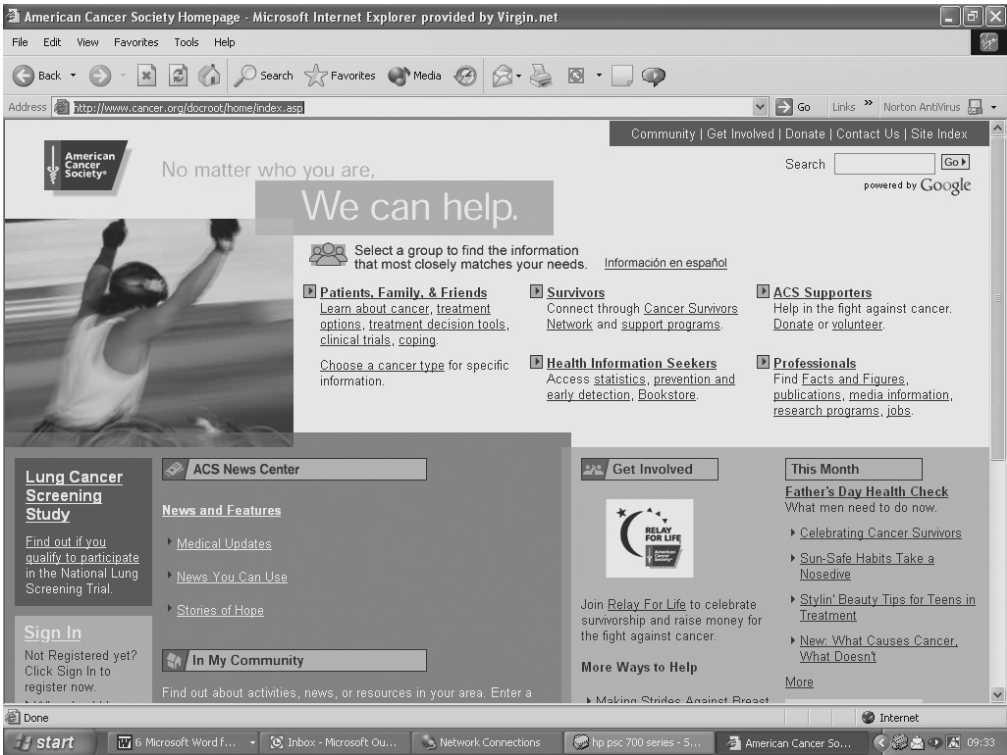 American Cancer Society Homepage - Microsoft Internet Explorer provided by Virgin.net
File Edit View Favorites Tools Help
Back Search Favorites Media
Address http://www.cancer.org/docroot/home/index.asp Go Links » Norton AntiVirus
Community | Get Involved | Donate | Contact Us | Site Index
American
Cancer
Society®
Search Go
powered by Google
No matter who you are,
We can help.
Select a group to find the information
that most closely matches your needs. Información en español
Patients, Family, & Friends
Learn about cancer, treatment
options, treatment decision tools,
clinical trials, coping.
Choose a cancer type for specific
information.
Survivors
Connect through Cancer Survivors
Network and support programs.
Health Information Seekers
Access statistics, prevention and
early detection, Bookstore.
ACS Supporters
Help in the fight against cancer.
Donate or volunteer.
Professionals
Find Facts and Figures,
publications, media information,
research programs, jobs.
Lung Cancer
Screening
Study
Find out if you
qualify to participate
in the National Lung
Screening Trial.
Sign In
Not Registered yet?
Click Sign In to
register now.
ACS News Center
News and Features
Medical Updates
News You Can Use
Stories of Hope
In My Community
Find out about activities, news, or resources in your area. Enter a
Get Involved
RELAY
FOR LIFE
American
Cancer
Society
Join Relay For Life to celebrate
survivorship and raise money for
the fight against cancer.
More Ways to Help
Making Strides Against Breast
This Month
Father's Day Health Check
What men need to do now.
Celebrating Cancer Survivors
Sun-Safe Habits Take a
Nosedive
Stylin' Beauty Tips for Teens in
Treatment
New: What Causes Cancer,
What Doesn't
More
Done Internet
start 6 Microsoft Word f... Inbox - Microsoft Ou... Network Connections hp psc 700 series - S... American Cancer So... 09:33